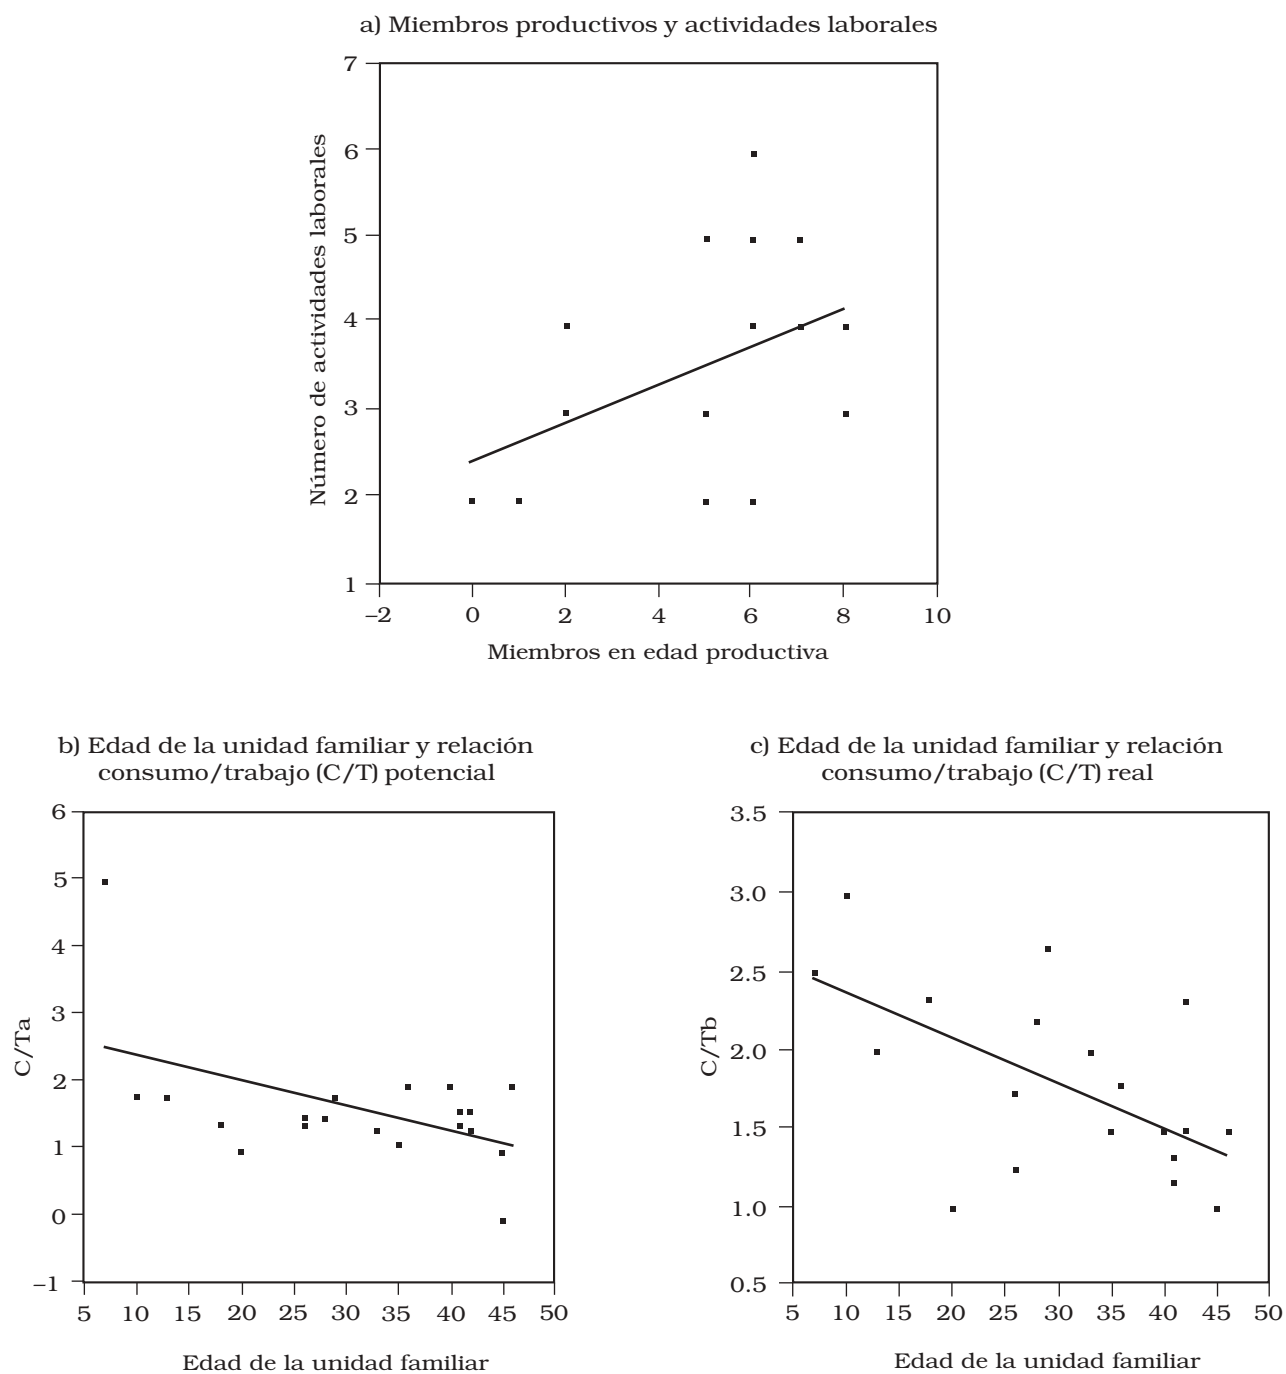 a) Miembros productivos y actividades laborales
7
6
5
4
3
2
1
Número de actividades laborales
–2 0 2 4 6 8 10
Miembros en edad productiva
b) Edad de la unidad familiar y relación
consumo/trabajo (C/T) potencial
6
5
4
3
2
1
0
–1
C/Ta
5 10 15 20 25 30 35 40 45 50
Edad de la unidad familiar
c) Edad de la unidad familiar y relación
consumo/trabajo (C/T) real
3.5
3.0
2.5
2.0
1.5
1.0
0.5
C/Tb
5 10 15 20 25 30 35 40 45 50
Edad de la unidad familiar